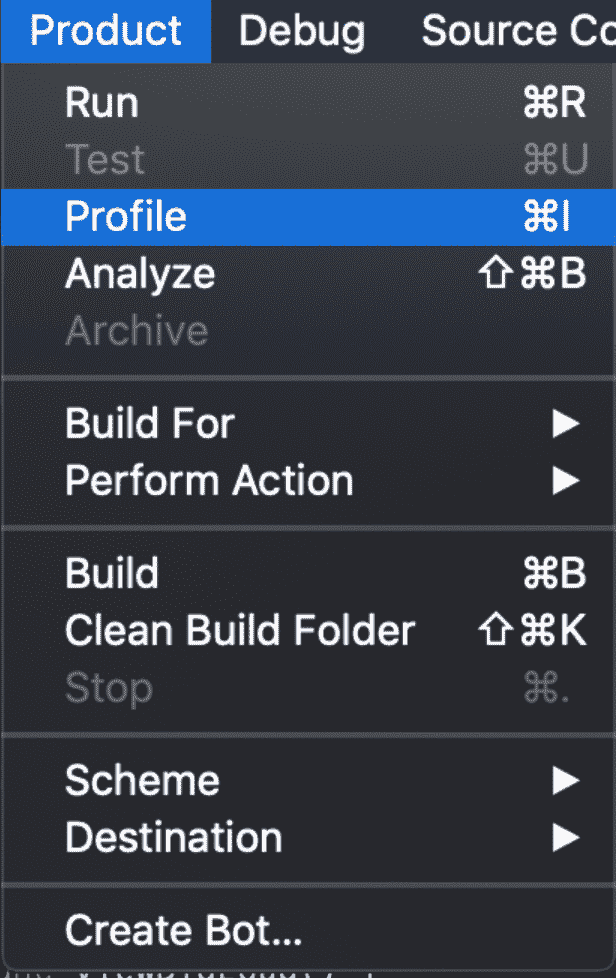 Product Debug Source Co
Run ⌘R
Test ⌘U
Profile ⌘I
Analyze ⇧⌘B
Archive
Build For ▶
Perform Action ▶
Build ⌘B
Clean Build Folder ⇧⌘K
Stop ⌘.
Scheme ▶
Destination ▶
Create Bot...